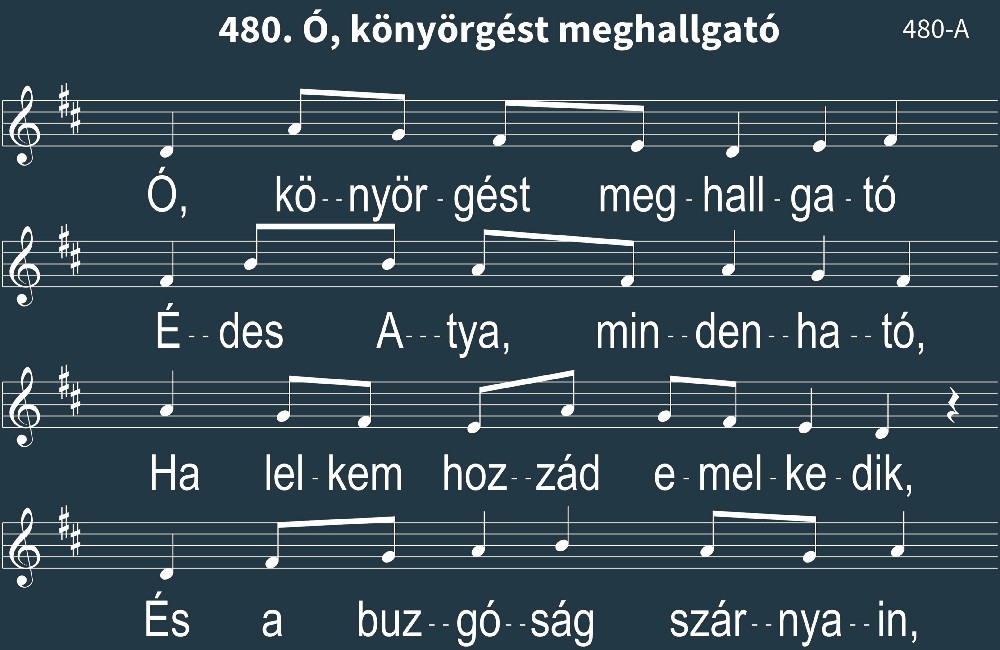 480. Ó, könyörgést meghallgató
480-A
Ó, kö--nyör-gést meg-hall-ga-tó
É--des A---tya, min--den--ha--tó,
Ha lel-kem hoz--zád e-mel-ke-dik,
És a buz--gó--ság szár--nya--in,